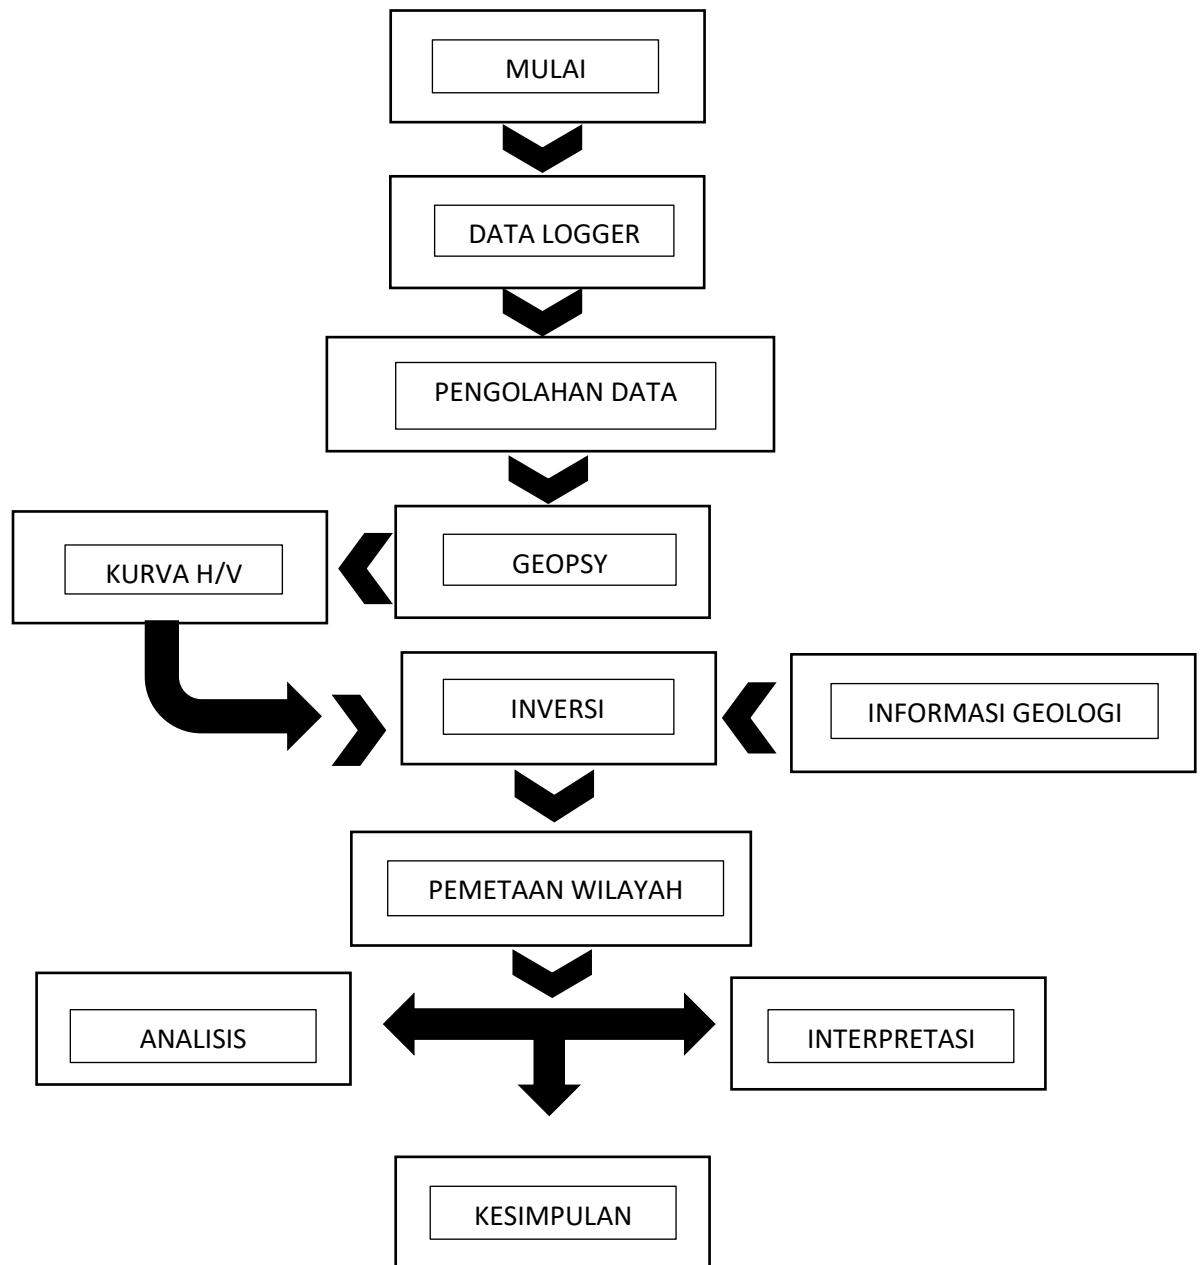 MULAI
DATA LOGGER
PENGOLAHAN DATA
GEOPSY
KURVA H/V
INVERSI
INFORMASI GEOLOGI
PEMETAAN WILAYAH
ANALISIS
INTERPRETASI
KESIMPULAN